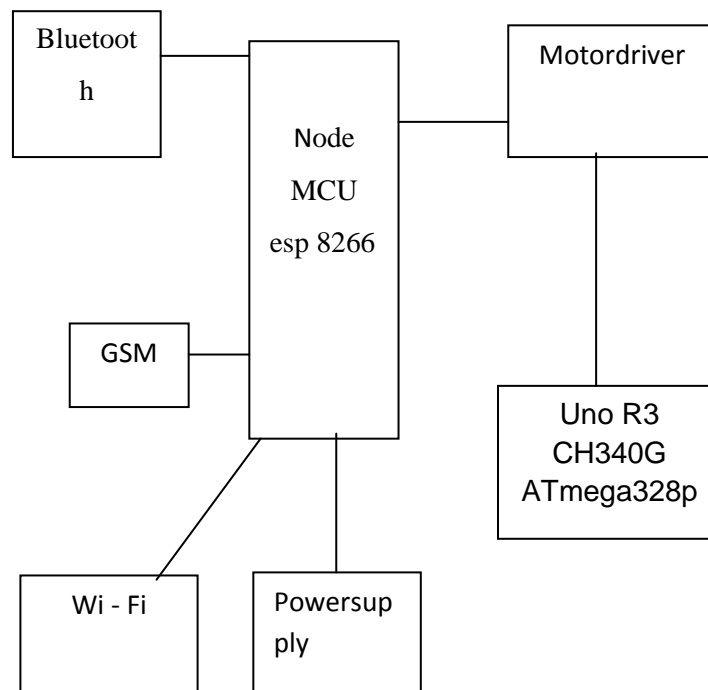 Bluetoot
h
Node
MCU
esp 8266
Motordriver
GSM
Uno R3
CH340G
ATmega328p
Wi - Fi
Powersup
ply